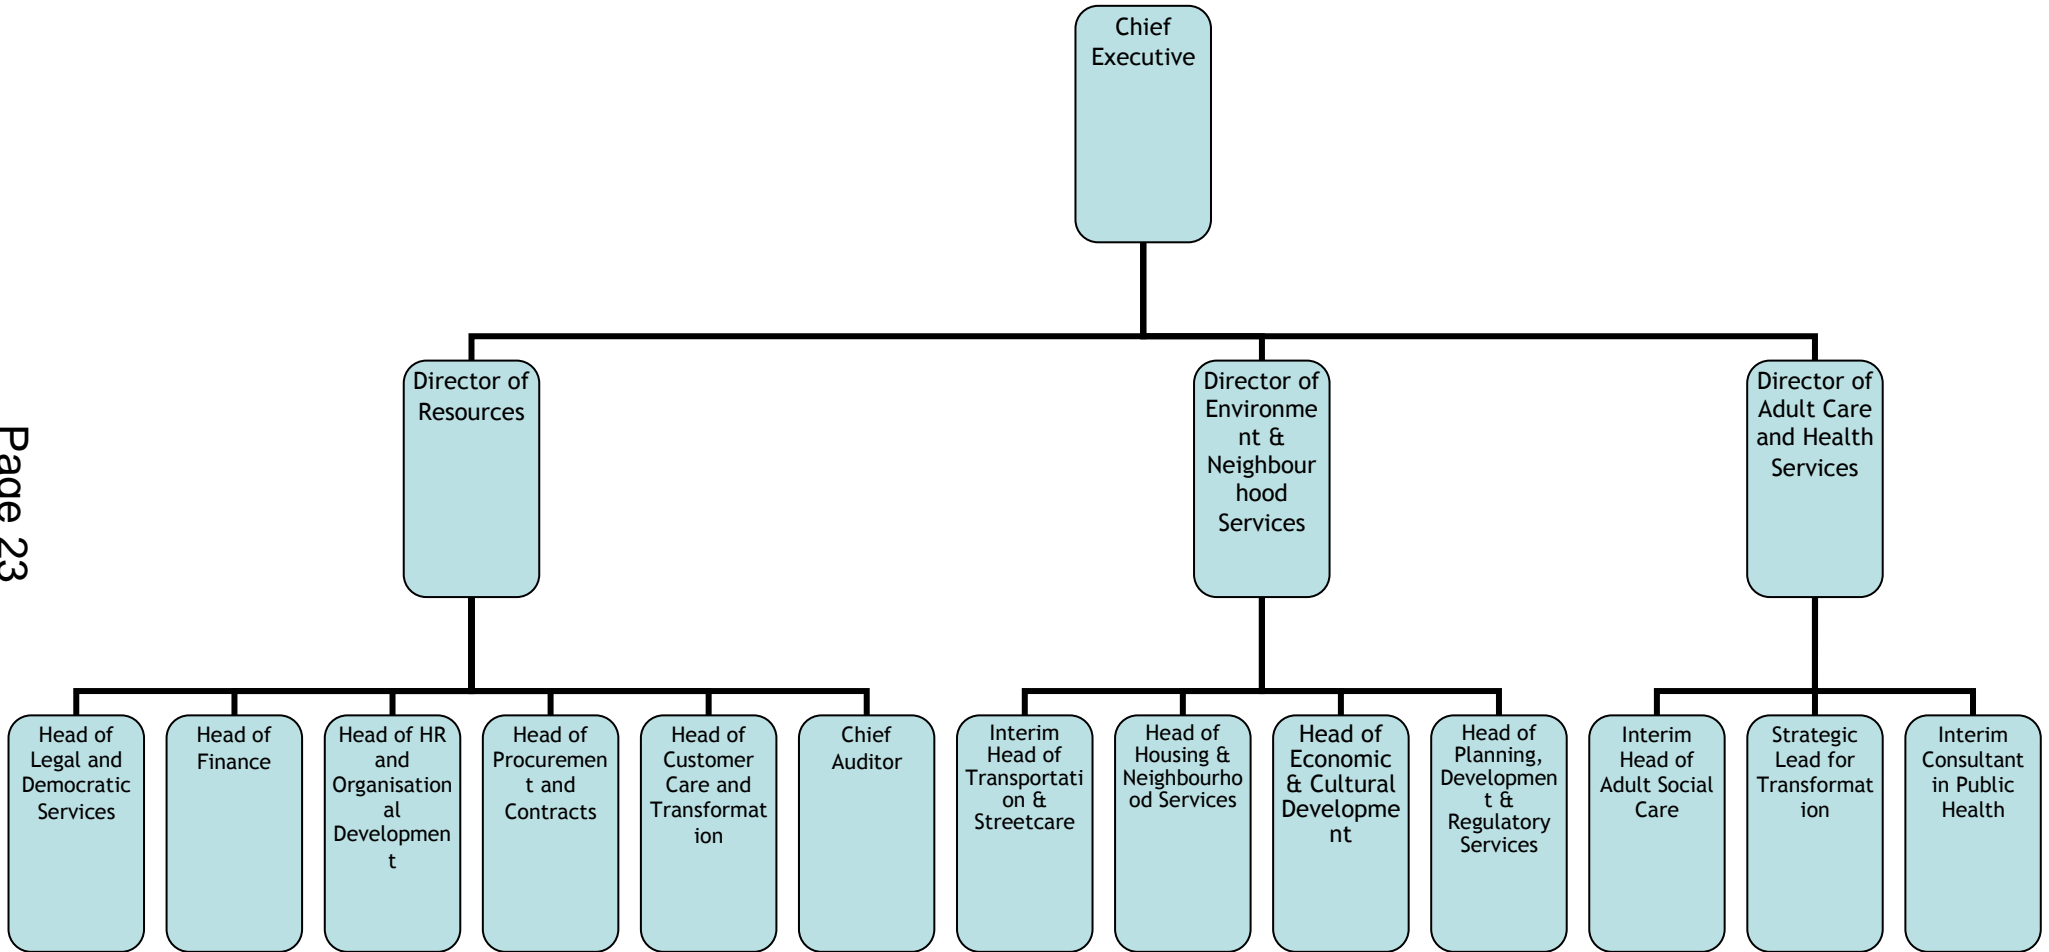 Chief
Executive
Director of
Resources
Director of
Environme
nt &
Neighbour
hood
Services
Director of
Adult Care
and Health
Services
Page 23
Head of
Legal and
Democratic
Services
Head of
Finance
Head of HR
and
Organisation
al
Developmen
t
Head of
Procuremen
t and
Contracts
Head of
Customer
Care and
Transformat
ion
Chief
Auditor
Interim
Head of
Transportati
on &
Streetcare
Head of
Housing &
Neighbourho
od Services
Head of
Economic
& Cultural
Developme
nt
Head of
Planning,
Developmen
t &
Regulatory
Services
Interim
Head of
Adult Social
Care
Strategic
Lead for
Transformat
ion
Interim
Consultant
in Public
Health